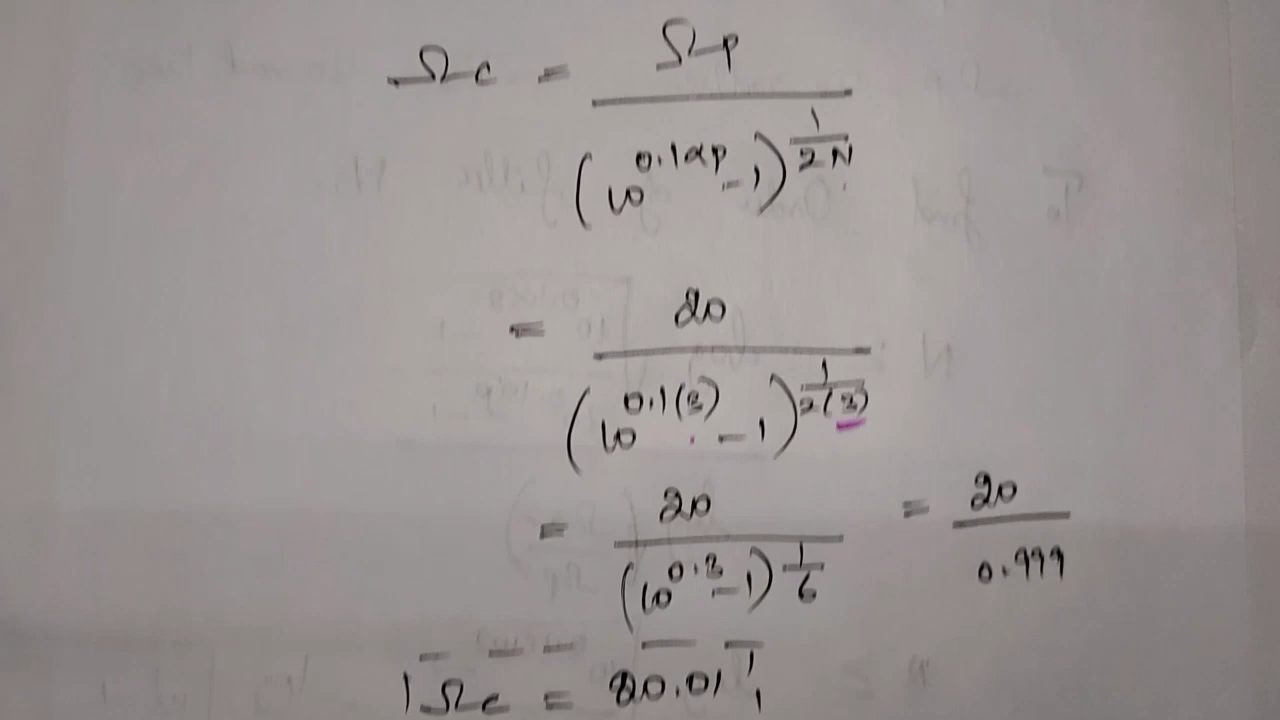 Ωc = Ωp / (10^(0.1αp) - 1)^(1/2N)
= 20 / (10^(0.1(3)) - 1)^(1/2(3))
= 20 / (10^(0.3) - 1)^(1/6) = 20 / 0.999
Ωc = 20.01